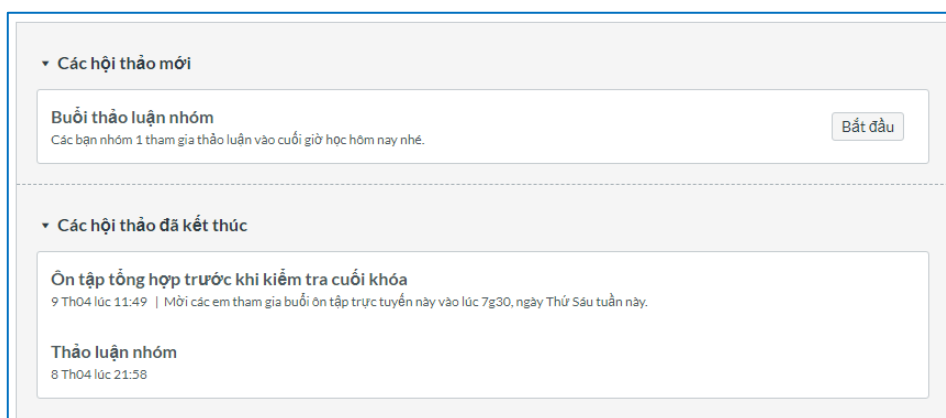 Các hội thảo mới
Buổi thảo luận nhóm
Các bạn nhóm 1 tham gia thảo luận vào cuối giờ học hôm nay nhé.
Bắt đầu
Các hội thảo đã kết thúc
Ôn tập tổng hợp trước khi kiểm tra cuối khóa
9 Th04 lúc 11:49 | Mời các em tham gia buổi ôn tập trực tuyến này vào lúc 7g30, ngày Thứ Sáu tuần này.
Thảo luận nhóm
8 Th04 lúc 21:58